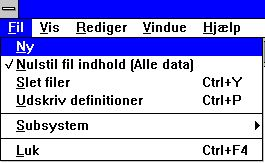 Fil Vis Rediger Vindue Hjælp
Ny
Nulstil fil indhold (Alle data)
Slet filer Ctrl+Y
Udskriv definitioner Ctrl+P
Subsystem
Luk Ctrl+F4